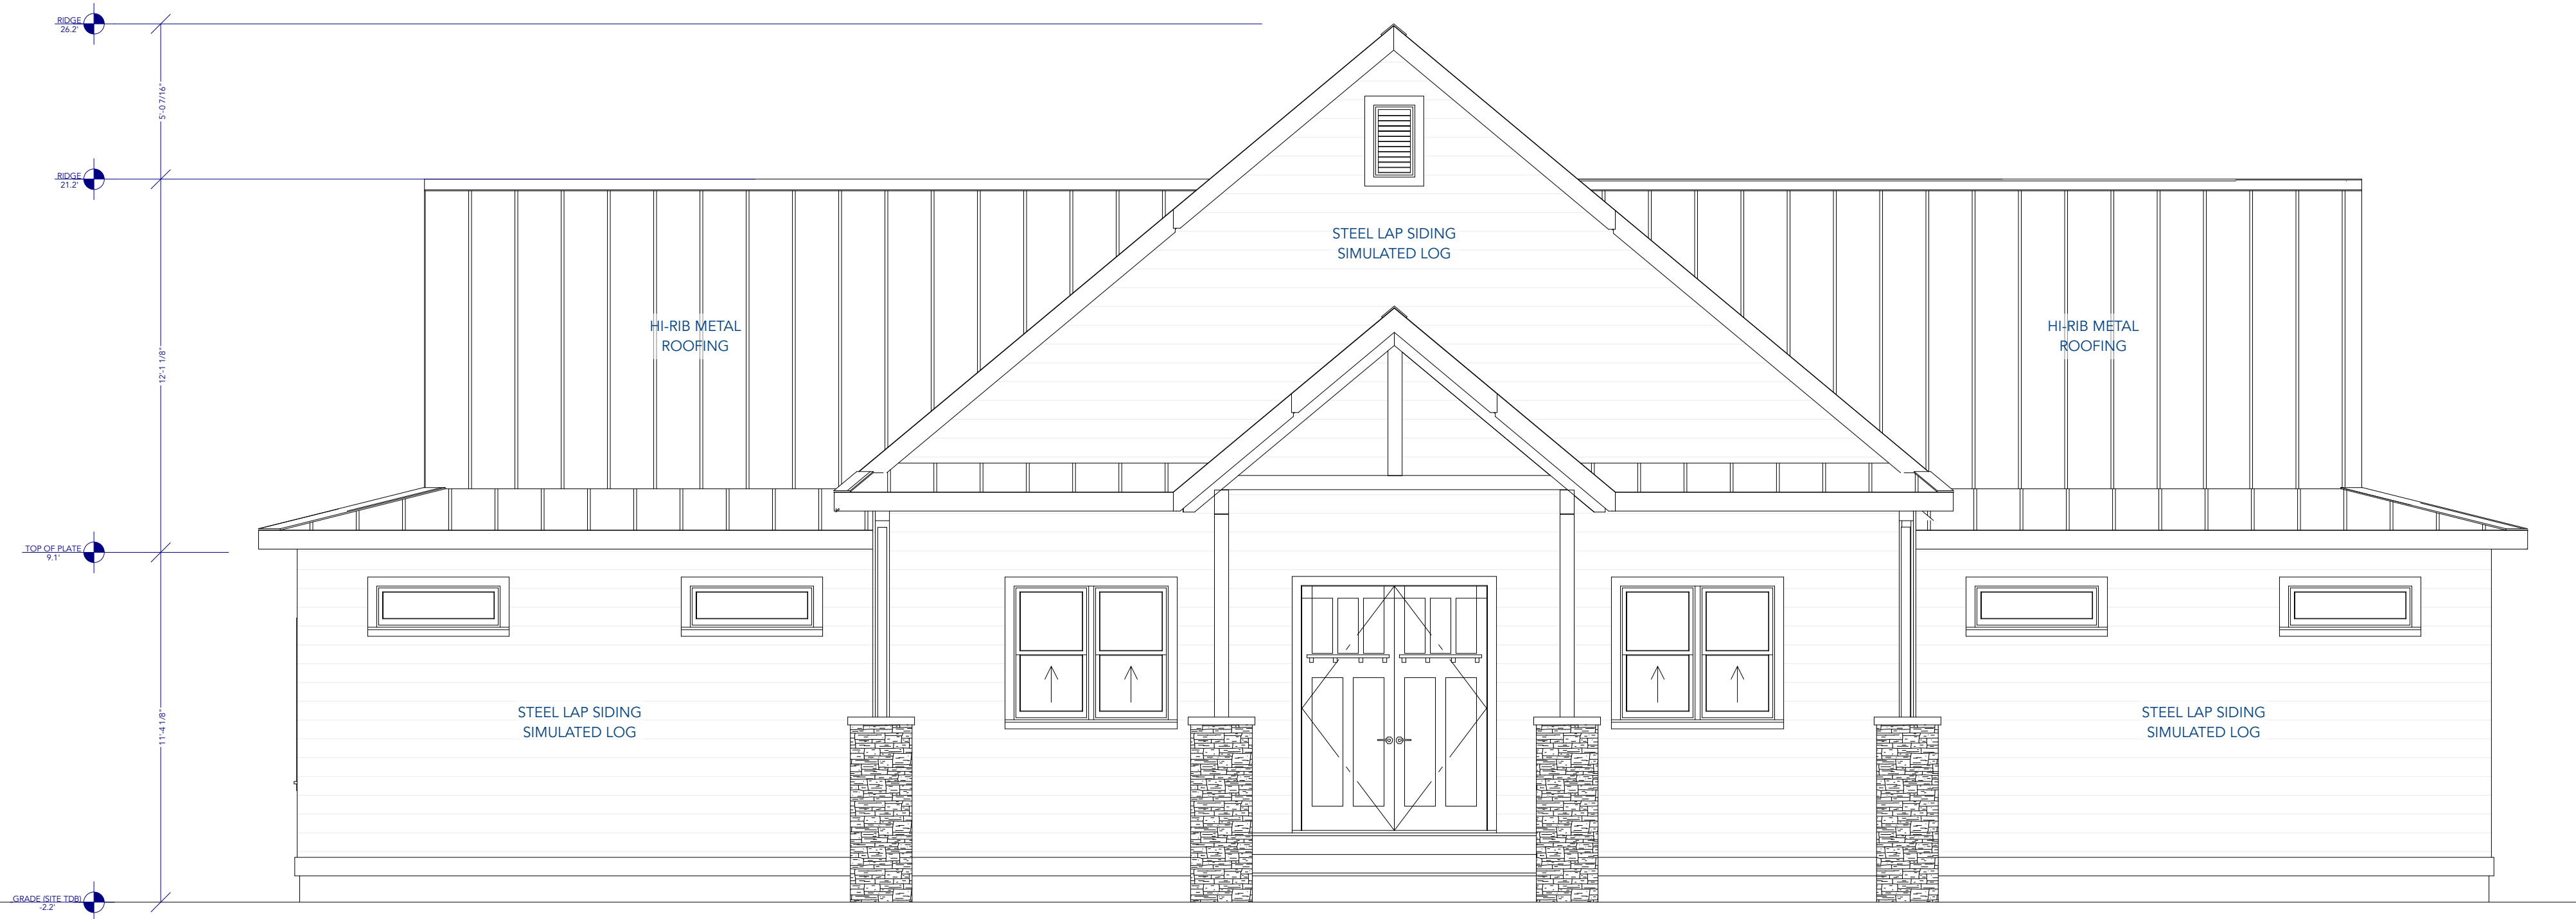 RIDGE
26.2'
5'-0 7/16"
RIDGE
21.2'
STEEL LAP SIDING
SIMULATED LOG
HI-RIB METAL
ROOFING
HI-RIB METAL
ROOFING
12'-1 1/8"
TOP OF PLATE
9.1'
11'-4 1/8"
STEEL LAP SIDING
SIMULATED LOG
STEEL LAP SIDING
SIMULATED LOG
GRADE (SITE TDB)
-2.2'